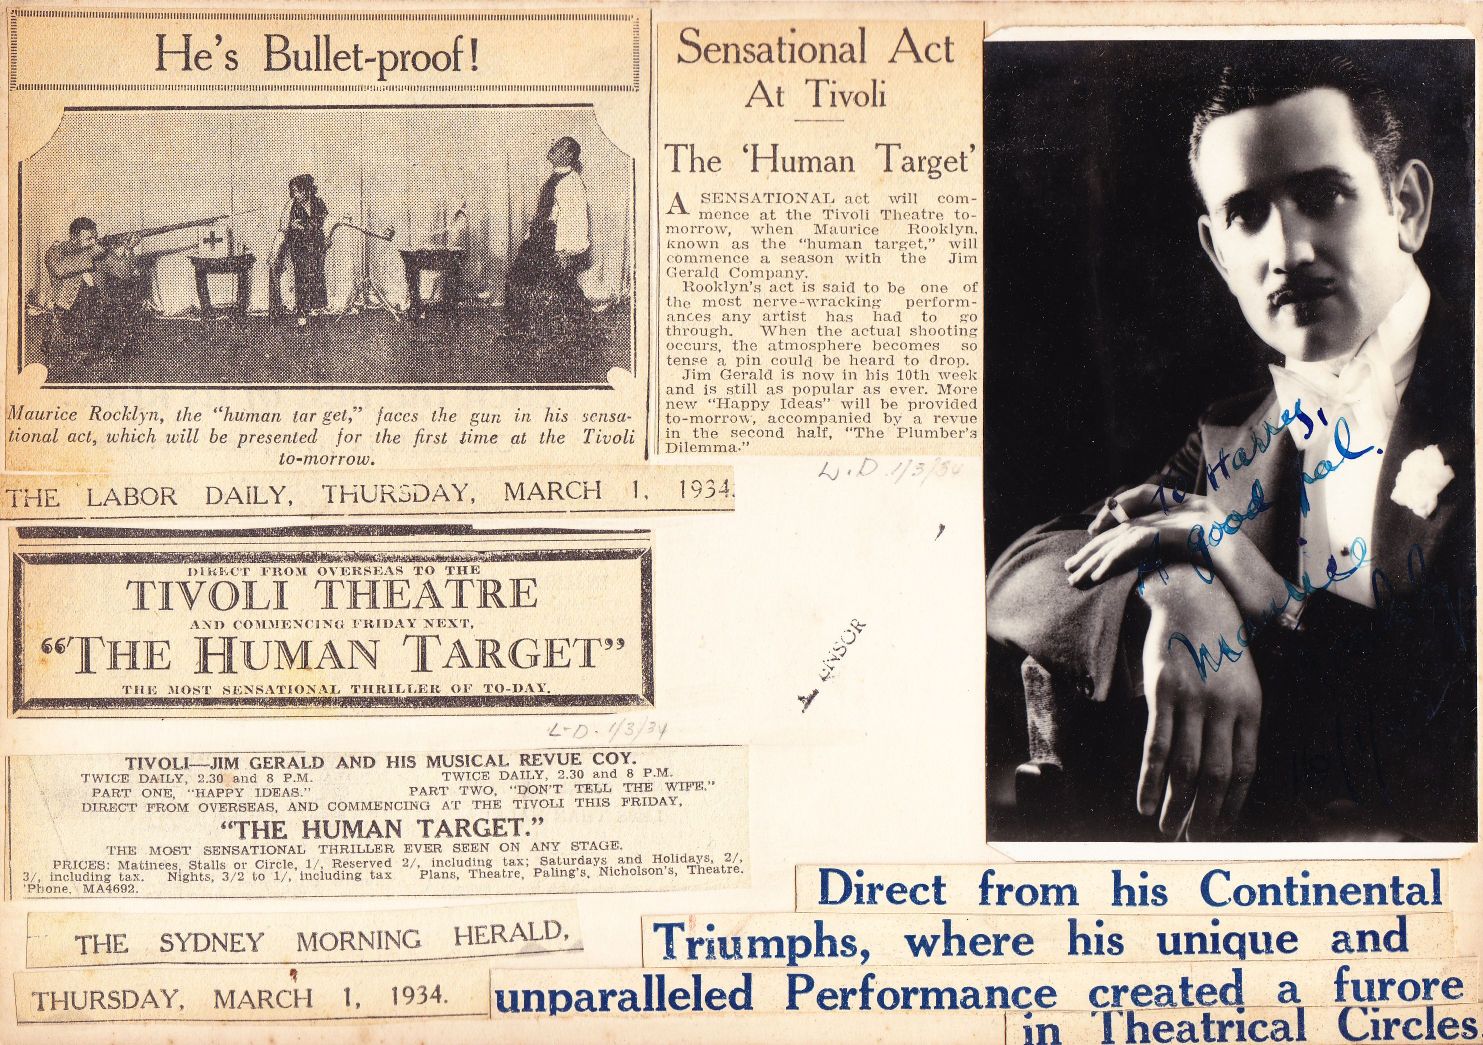 He's Bullet-proof!
Maurice Rocklyn, the "human tar get," faces the gun in his sensa-
tional act, which will be presented for the first time at the Tivoli
to-morrow.
THE LABOR DAILY, THURSDAY, MARCH 1, 1934.
Sensational Act
At Tivoli
The 'Human Target'
A SENSATIONAL act will com-
mence at the Tivoli Theatre to-
morrow, when Maurice Rooklyn,
known as the "human target," will
commence a season with the Jim
Gerald Company.
Rooklyn's act is said to be one of
the most nerve-wracking perform-
ances any artist has had to go
through. When the actual shooting
occurs, the atmosphere becomes so
tense a pin could be heard to drop.
Jim Gerald is now in his 10th week
and is still as popular as ever. More
new "Happy Ideas" will be provided
to-morrow, accompanied by a revue
in the second half, "The Plumber's
Dilemma."
L.D. 1/3/34
DIRECT FROM OVERSEAS TO THE
TIVOLI THEATRE
AND COMMENCING FRIDAY NEXT,
"THE HUMAN TARGET"
THE MOST SENSATIONAL THRILLER OF TO-DAY.
L-D. 1/3/34
TIVOLI—JIM GERALD AND HIS MUSICAL REVUE COY.
TWICE DAILY, 2.30 and 8 P.M. TWICE DAILY, 2.30 and 8 P.M.
PART ONE, "HAPPY IDEAS." PART TWO, "DON'T TELL THE WIFE."
DIRECT FROM OVERSEAS, AND COMMENCING AT THE TIVOLI THIS FRIDAY,
"THE HUMAN TARGET."
THE MOST SENSATIONAL THRILLER EVER SEEN ON ANY STAGE.
PRICES: Matinees, Stalls or Circle, 1/, Reserved 2/, including tax; Saturdays and Holidays, 2/,
3/, including tax. Nights, 3/2 to 1/, including tax Plans, Theatre, Paling's, Nicholson's, Theatre.
'Phone, MA4692.
THE SYDNEY MORNING HERALD,
THURSDAY, MARCH 1, 1934.
ENSOR
To Harry,
A good pal.
Maurice
Direct from his Continental
Triumphs, where his unique and
unparalleled Performance created a furore
in Theatrical Circles.